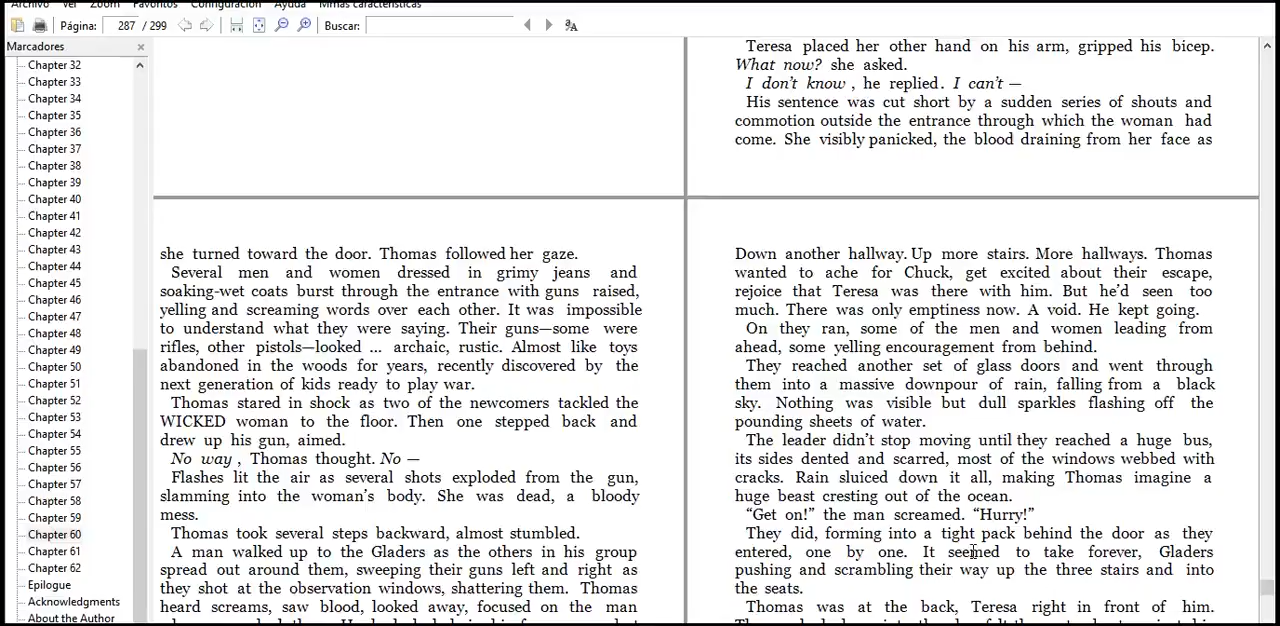 Archivo Ver Zoom Favoritos Configuración Ayuda Minas características
Página: 287 / 299 Buscar:
Marcadores
Chapter 32
Chapter 33
Chapter 34
Chapter 35
Chapter 36
Chapter 37
Chapter 38
Chapter 39
Chapter 40
Chapter 41
Chapter 42
Chapter 43
Chapter 44
Chapter 45
Chapter 46
Chapter 47
Chapter 48
Chapter 49
Chapter 50
Chapter 51
Chapter 52
Chapter 53
Chapter 54
Chapter 55
Chapter 56
Chapter 57
Chapter 58
Chapter 59
Chapter 60
Chapter 61
Chapter 62
Epilogue
Acknowledgments
About the Author
Teresa placed her other hand on his arm, gripped his bicep.
What now? she asked.
I don't know , he replied. I can't —
His sentence was cut short by a sudden series of shouts and
commotion outside the entrance through which the woman had
come. She visibly panicked, the blood draining from her face as
she turned toward the door. Thomas followed her gaze.
Several men and women dressed in grimy jeans and
soaking-wet coats burst through the entrance with guns raised,
yelling and screaming words over each other. It was impossible
to understand what they were saying. Their guns—some were
rifles, other pistols—looked ... archaic, rustic. Almost like toys
abandoned in the woods for years, recently discovered by the
next generation of kids ready to play war.
Thomas stared in shock as two of the newcomers tackled the
WICKED woman to the floor. Then one stepped back and
drew up his gun, aimed.
No way , Thomas thought. No —
Flashes lit the air as several shots exploded from the gun,
slamming into the woman's body. She was dead, a bloody
mess.
Thomas took several steps backward, almost stumbled.
A man walked up to the Gladers as the others in his group
spread out around them, sweeping their guns left and right as
they shot at the observation windows, shattering them. Thomas
heard screams, saw blood, looked away, focused on the man
Down another hallway. Up more stairs. More hallways. Thomas
wanted to ache for Chuck, get excited about their escape,
rejoice that Teresa was there with him. But he'd seen too
much. There was only emptiness now. A void. He kept going.
On they ran, some of the men and women leading from
ahead, some yelling encouragement from behind.
They reached another set of glass doors and went through
them into a massive downpour of rain, falling from a black
sky. Nothing was visible but dull sparkles flashing off the
pounding sheets of water.
The leader didn't stop moving until they reached a huge bus,
its sides dented and scarred, most of the windows webbed with
cracks. Rain sluiced down it all, making Thomas imagine a
huge beast cresting out of the ocean.
"Get on!" the man screamed. "Hurry!"
They did, forming into a tight pack behind the door as they
entered, one by one. It seemed to take forever, Gladers
pushing and scrambling their way up the three stairs and into
the seats.
Thomas was at the back, Teresa right in front of him.